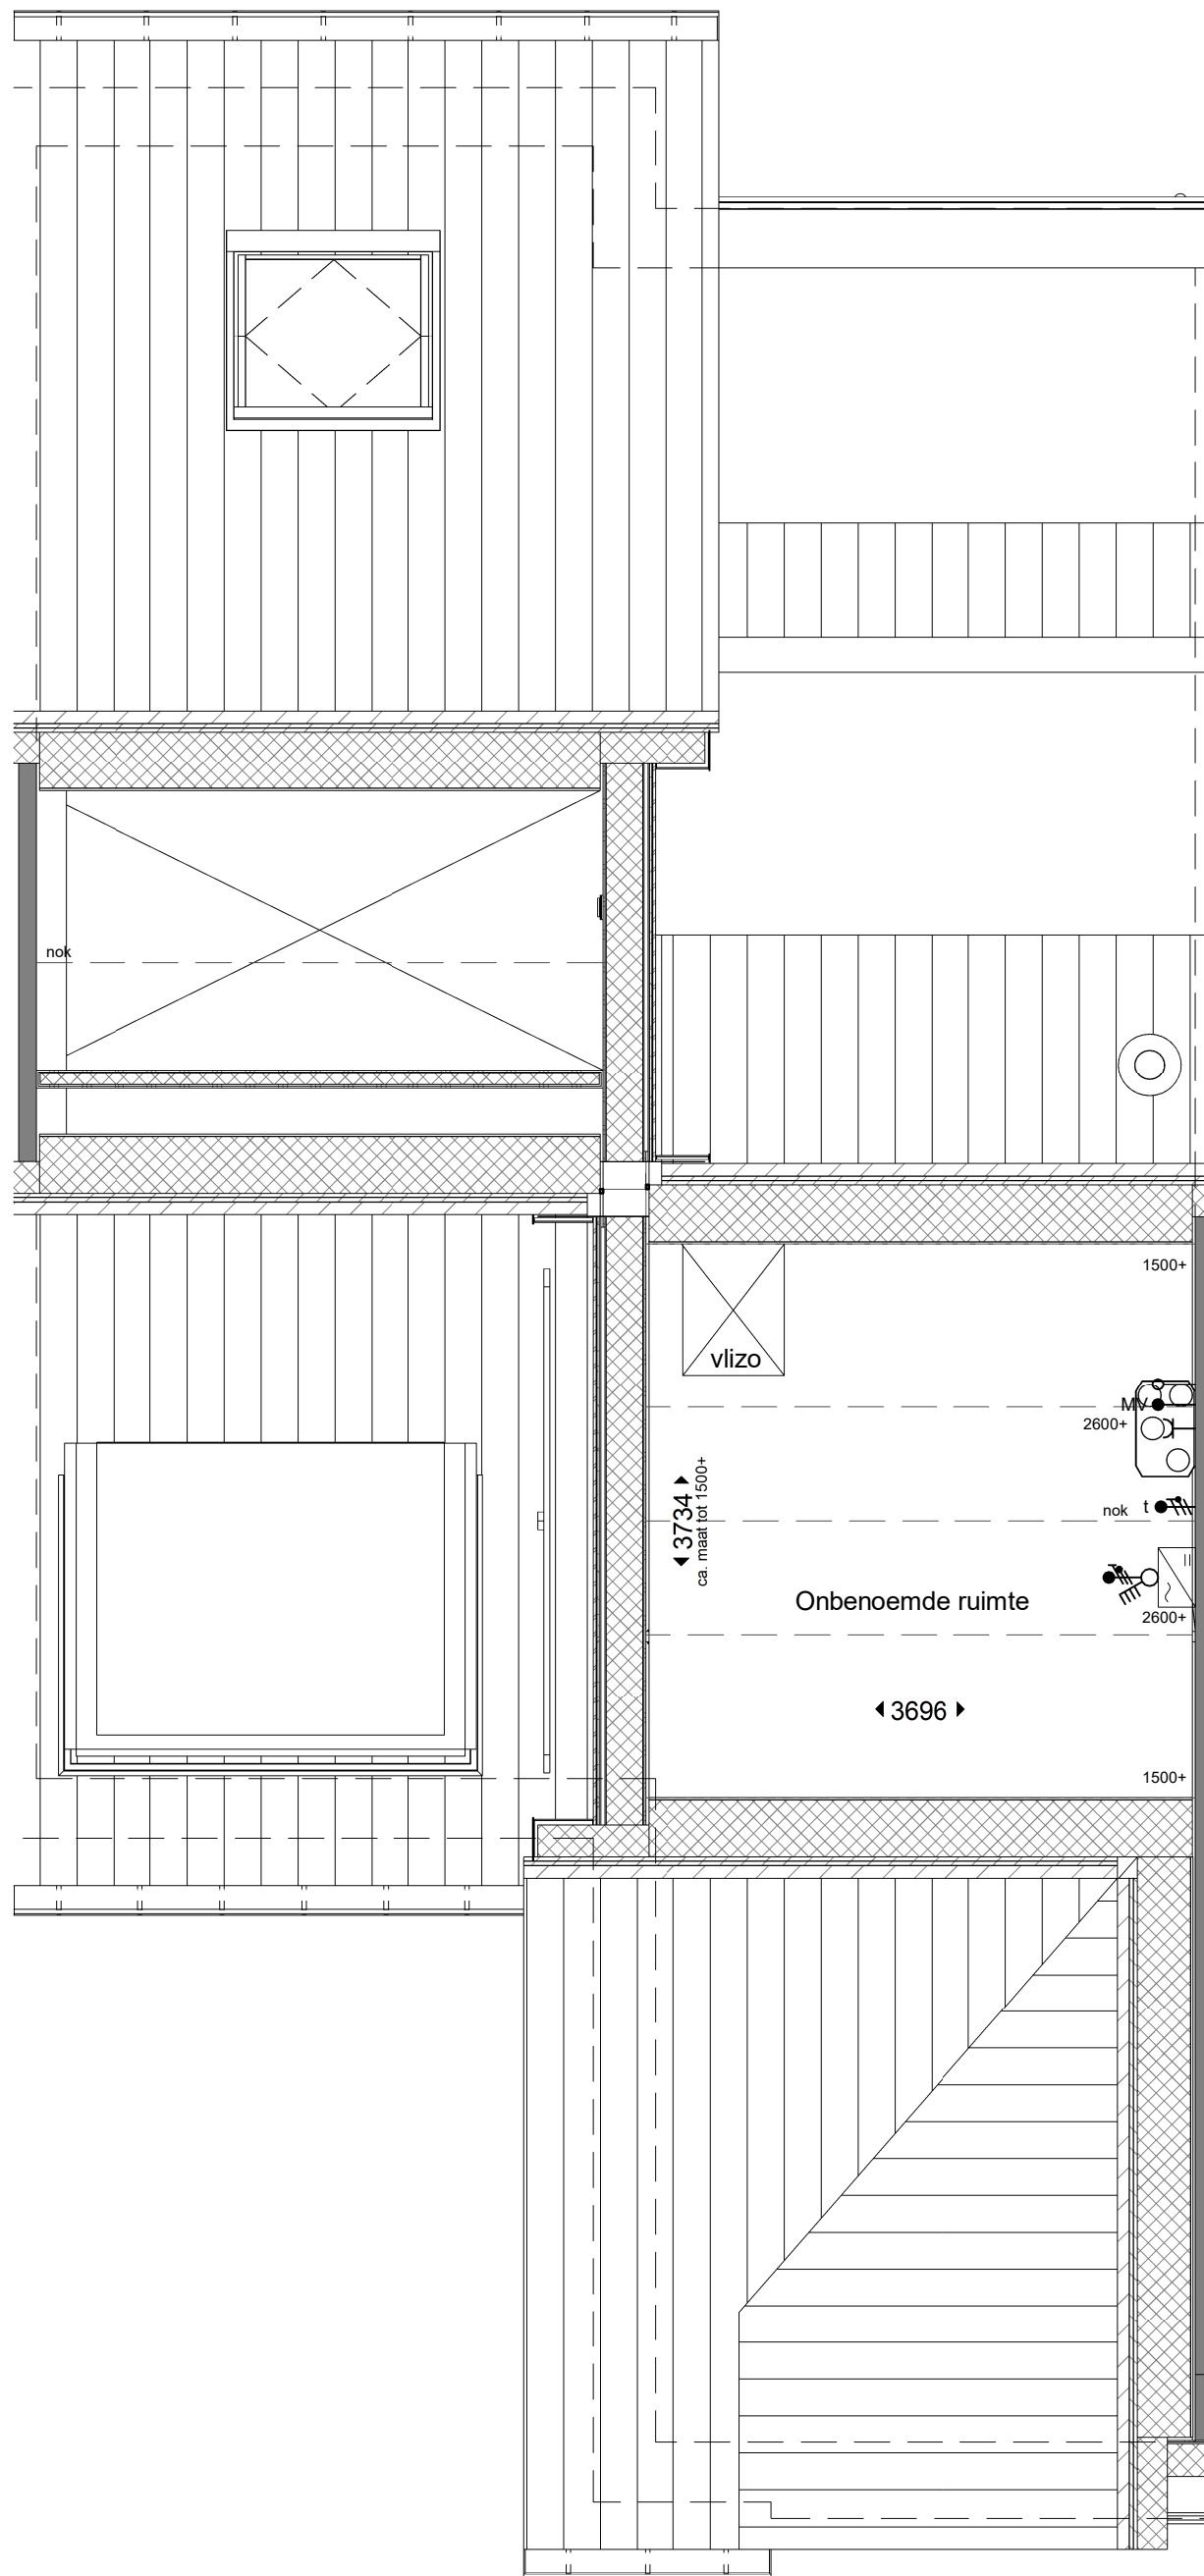 nok
1500+
vlizo
MV
2600+
3734
ca. maat tot 1500+
nok
t
Onbenoemde ruimte
2600+
3696
1500+